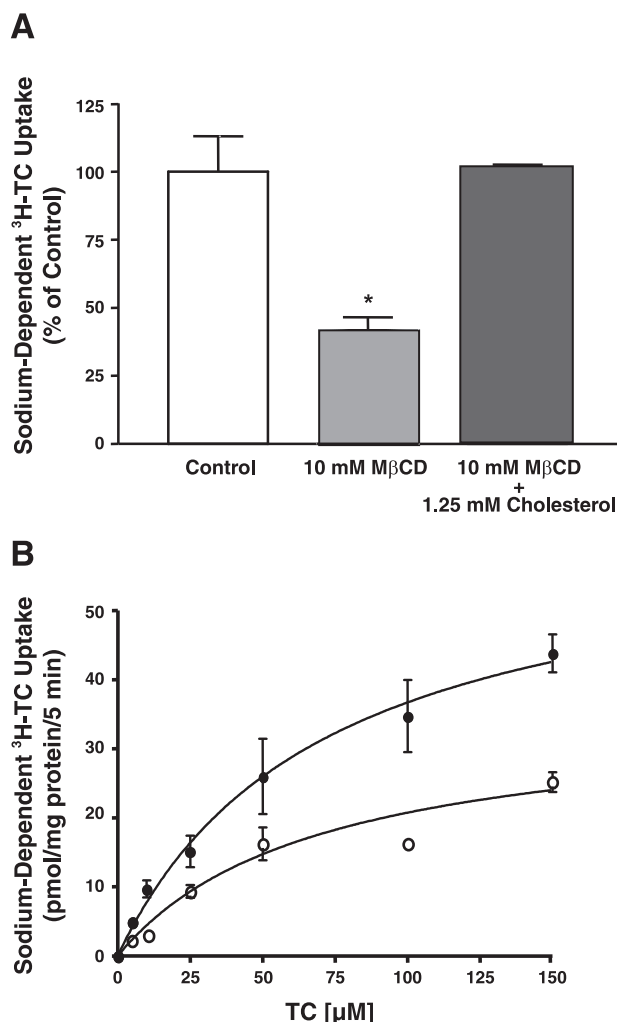 A
Sodium-Dependent ³H-TC Uptake
(% of Control)
125
100
75
50
25
0
*
Control
10 mM MβCD
10 mM MβCD
+
1.25 mM Cholesterol
B
Sodium-Dependent ³H-TC Uptake
(pmol/mg protein/5 min)
50
40
30
20
10
0
0
25
50
75
100
125
150
TC [µM]